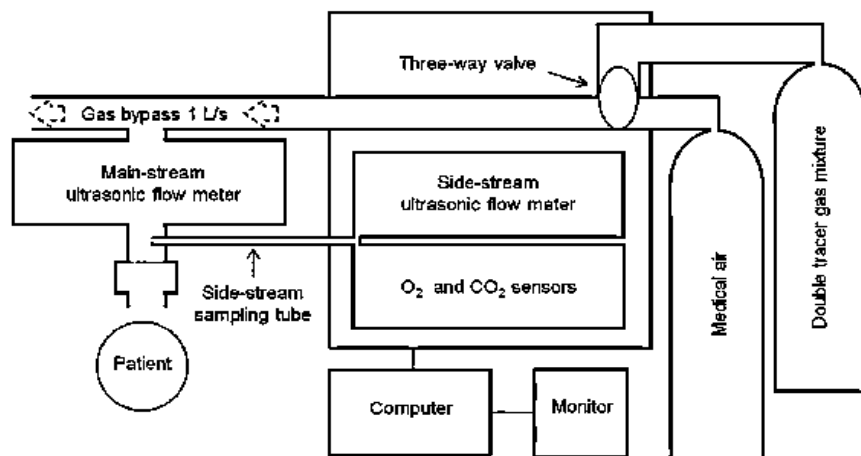 Three-way valve
Gas bypass 1 L/s
Main-stream
ultrasonic flow meter
Side-stream
ultrasonic flow meter
O₂ and CO₂ sensors
Side-stream
sampling tube
Patient
Computer
Monitor
Medical air
Double tracer gas mixture